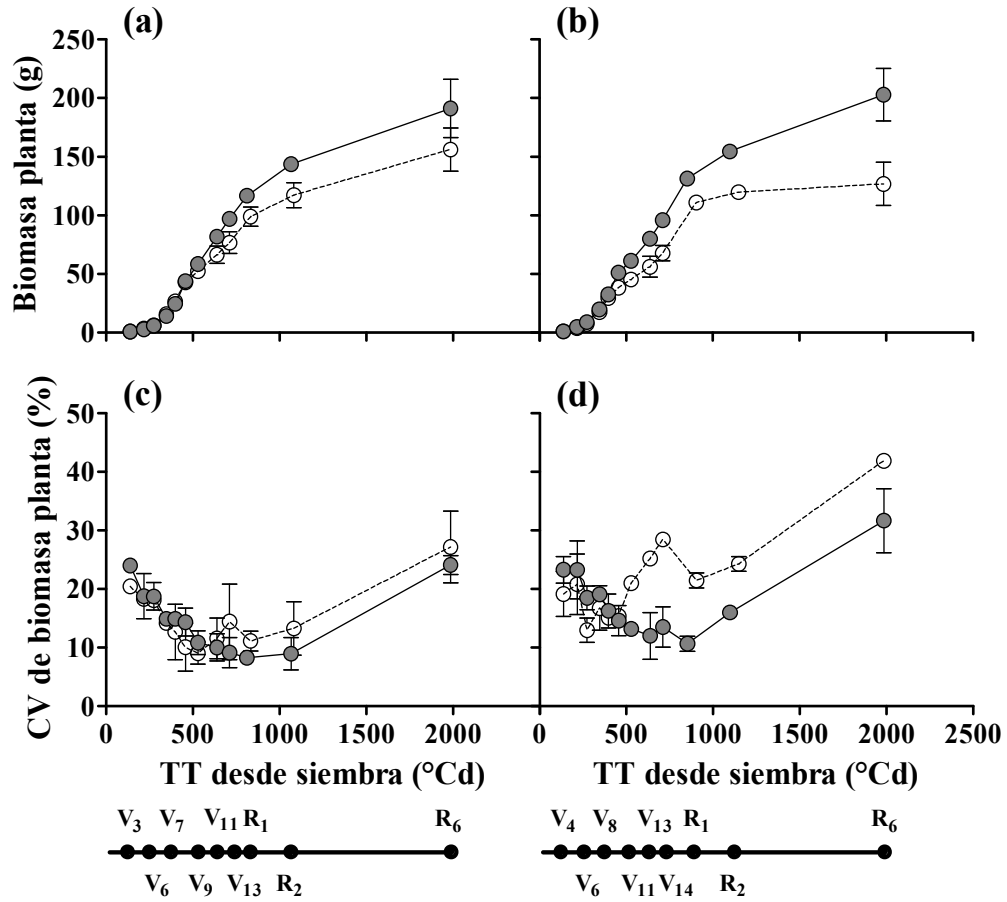 (a) (b)
Biomasa planta (g)
250
200
150
100
50
0
(c) (d)
CV de biomasa planta (%)
50
40
30
20
10
0
0 500 1000 1500 2000 0 500 1000 1500 2000 2500
TT desde siembra (°Cd) TT desde siembra (°Cd)
V3 V7 V11 R1 R6 V4 V8 V13 R1 R6
V6 V9 V13 R2 V6 V11 V14 R2